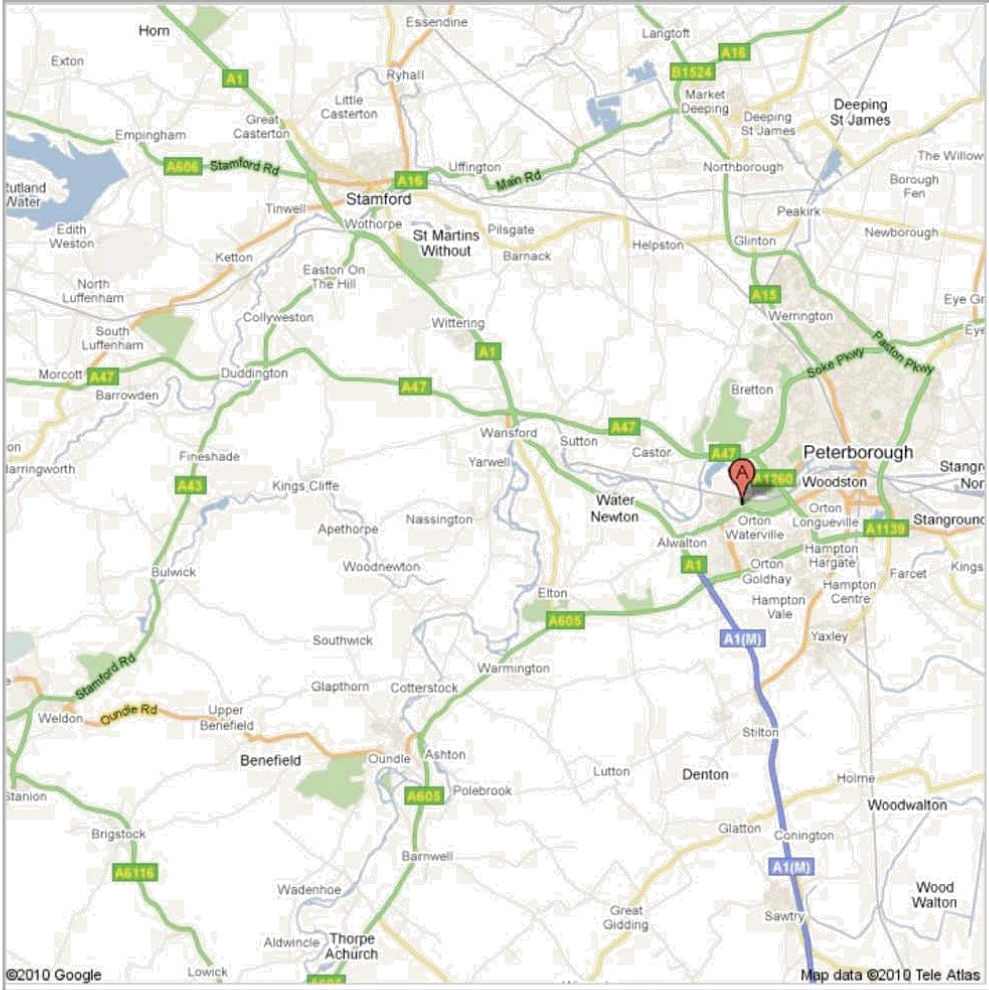 Essendine
Horn
Langtoft
A16
Exton
B1524
Ryhall
A1
Market
Deeping
Little
Casterton
Deeping
St James
Great
Casterton
Deeping
St James
Empingham
The Willow
A606
Stamford Rd
Uffington
Northborough
A16
Main Rd
Borough
Fen
Rutland
Water
Stamford
Tinwell
Peakirk
Wothorpe
Edith
Weston
St Martins
Without
Pilsgate
Newborough
Helpston
Glinton
Ketton
Barnack
Easton On
The Hill
North
Luffenham
A15
Eye Gr
Collyweston
Werrington
Wittering
Eye
South
Luffenham
A1
Paston Pkwy
Soke Pkwy
Morcott
A47
Duddington
A47
Barrowden
Bretton
A47
Wansford
Sutton
on
Castor
A47
Peterborough
Harringworth
Fineshade
Yarwell
A
A1260
Stangr
Nor
Woodston
A43
Kings Cliffe
Water
Newton
Orton
Longueville
Nassington
Orton
Waterville
Stanground
Apethorpe
A1139
Alwalton
Hampton
Hargate
Woodnewton
A1
Orton
Goldhay
Bulwick
Farcet
Kings
Elton
Hampton
Centre
Hampton
Vale
A605
Southwick
A1(M)
Yaxley
Stamford Rd
Warmington
e
Glapthorn
Cotterstock
Weldon
Oundle Rd
Upper
Benefield
Stilton
Benefield
Oundle
Ashton
Lutton
Denton
Holme
Stanion
A605
Polebrook
Woodwalton
Brigstock
Glatton
Conington
Barnwell
A6116
A1(M)
Wadenhoe
Wood
Walton
Great
Gidding
Sawtry
Aldwincle
Thorpe
Achurch
Lowick
©2010 Google
Map data ©2010 Tele Atlas